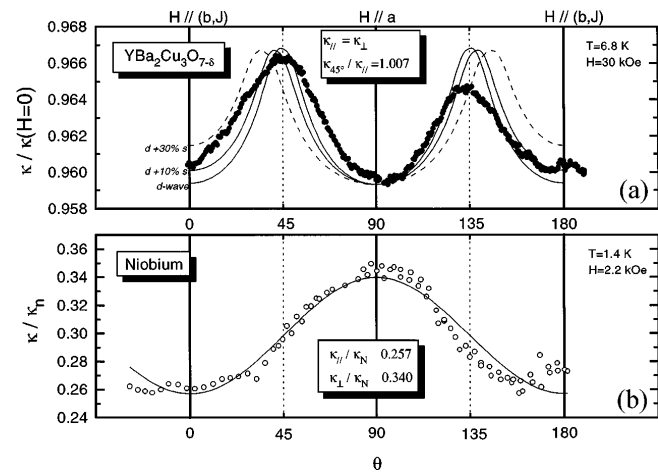 H // (b,J) H // a H // (b,J)
0.968
0.966
0.964
0.962
0.960
0.958
κ / κ(H=0)
YBa2Cu3O7-δ
κ// = κ⊥
κ45° / κ// = 1.007
T=6.8 K
H=30 kOe
d +30% s
d +10% s
d-wave
(a)
0 45 90 135 180
0.36
0.34
0.32
0.30
0.28
0.26
0.24
κ / κn
Niobium
T=1.4 K
H=2.2 kOe
κ// / κN 0.257
κ⊥ / κN 0.340
(b)
0 45 90 135 180
θ